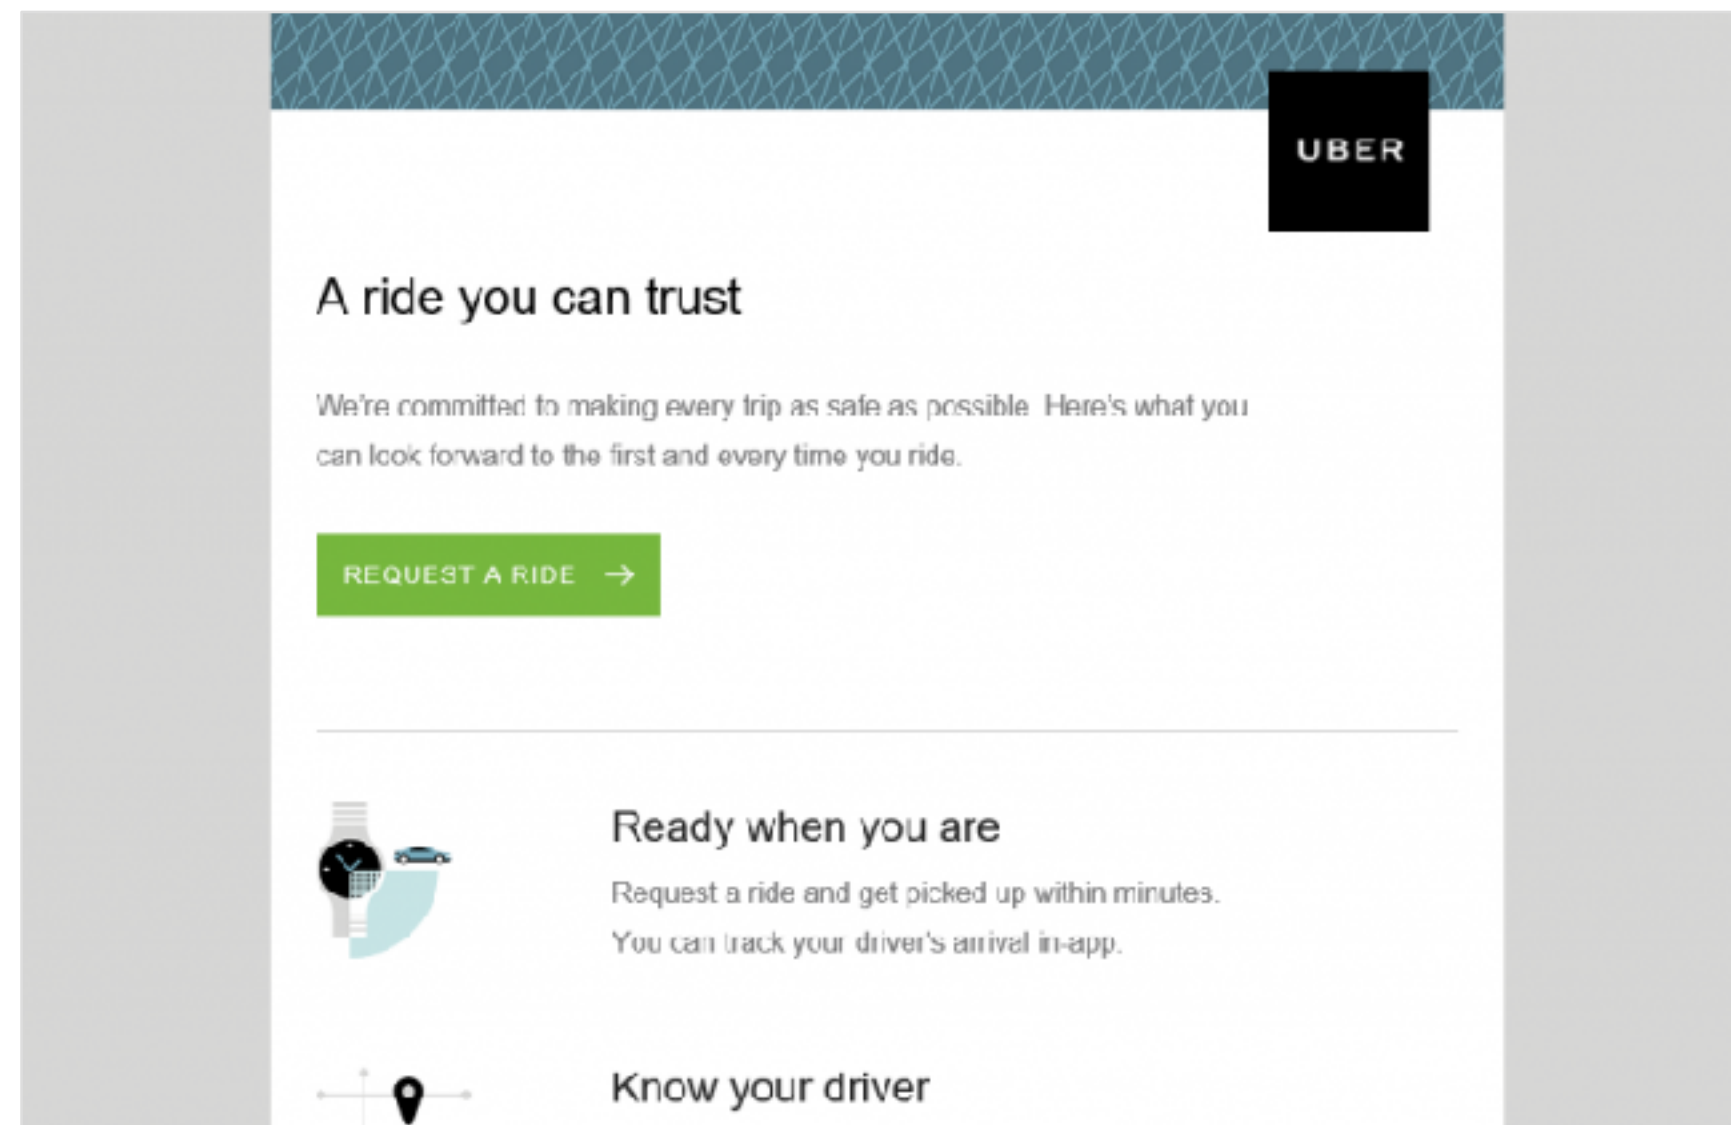 UBER
A ride you can trust
We're committed to making every trip as safe as possible. Here's what you
can look forward to the first and every time you ride.
REQUEST A RIDE →
Ready when you are
Request a ride and get picked up within minutes.
You can track your driver's arrival in-app.
Know your driver